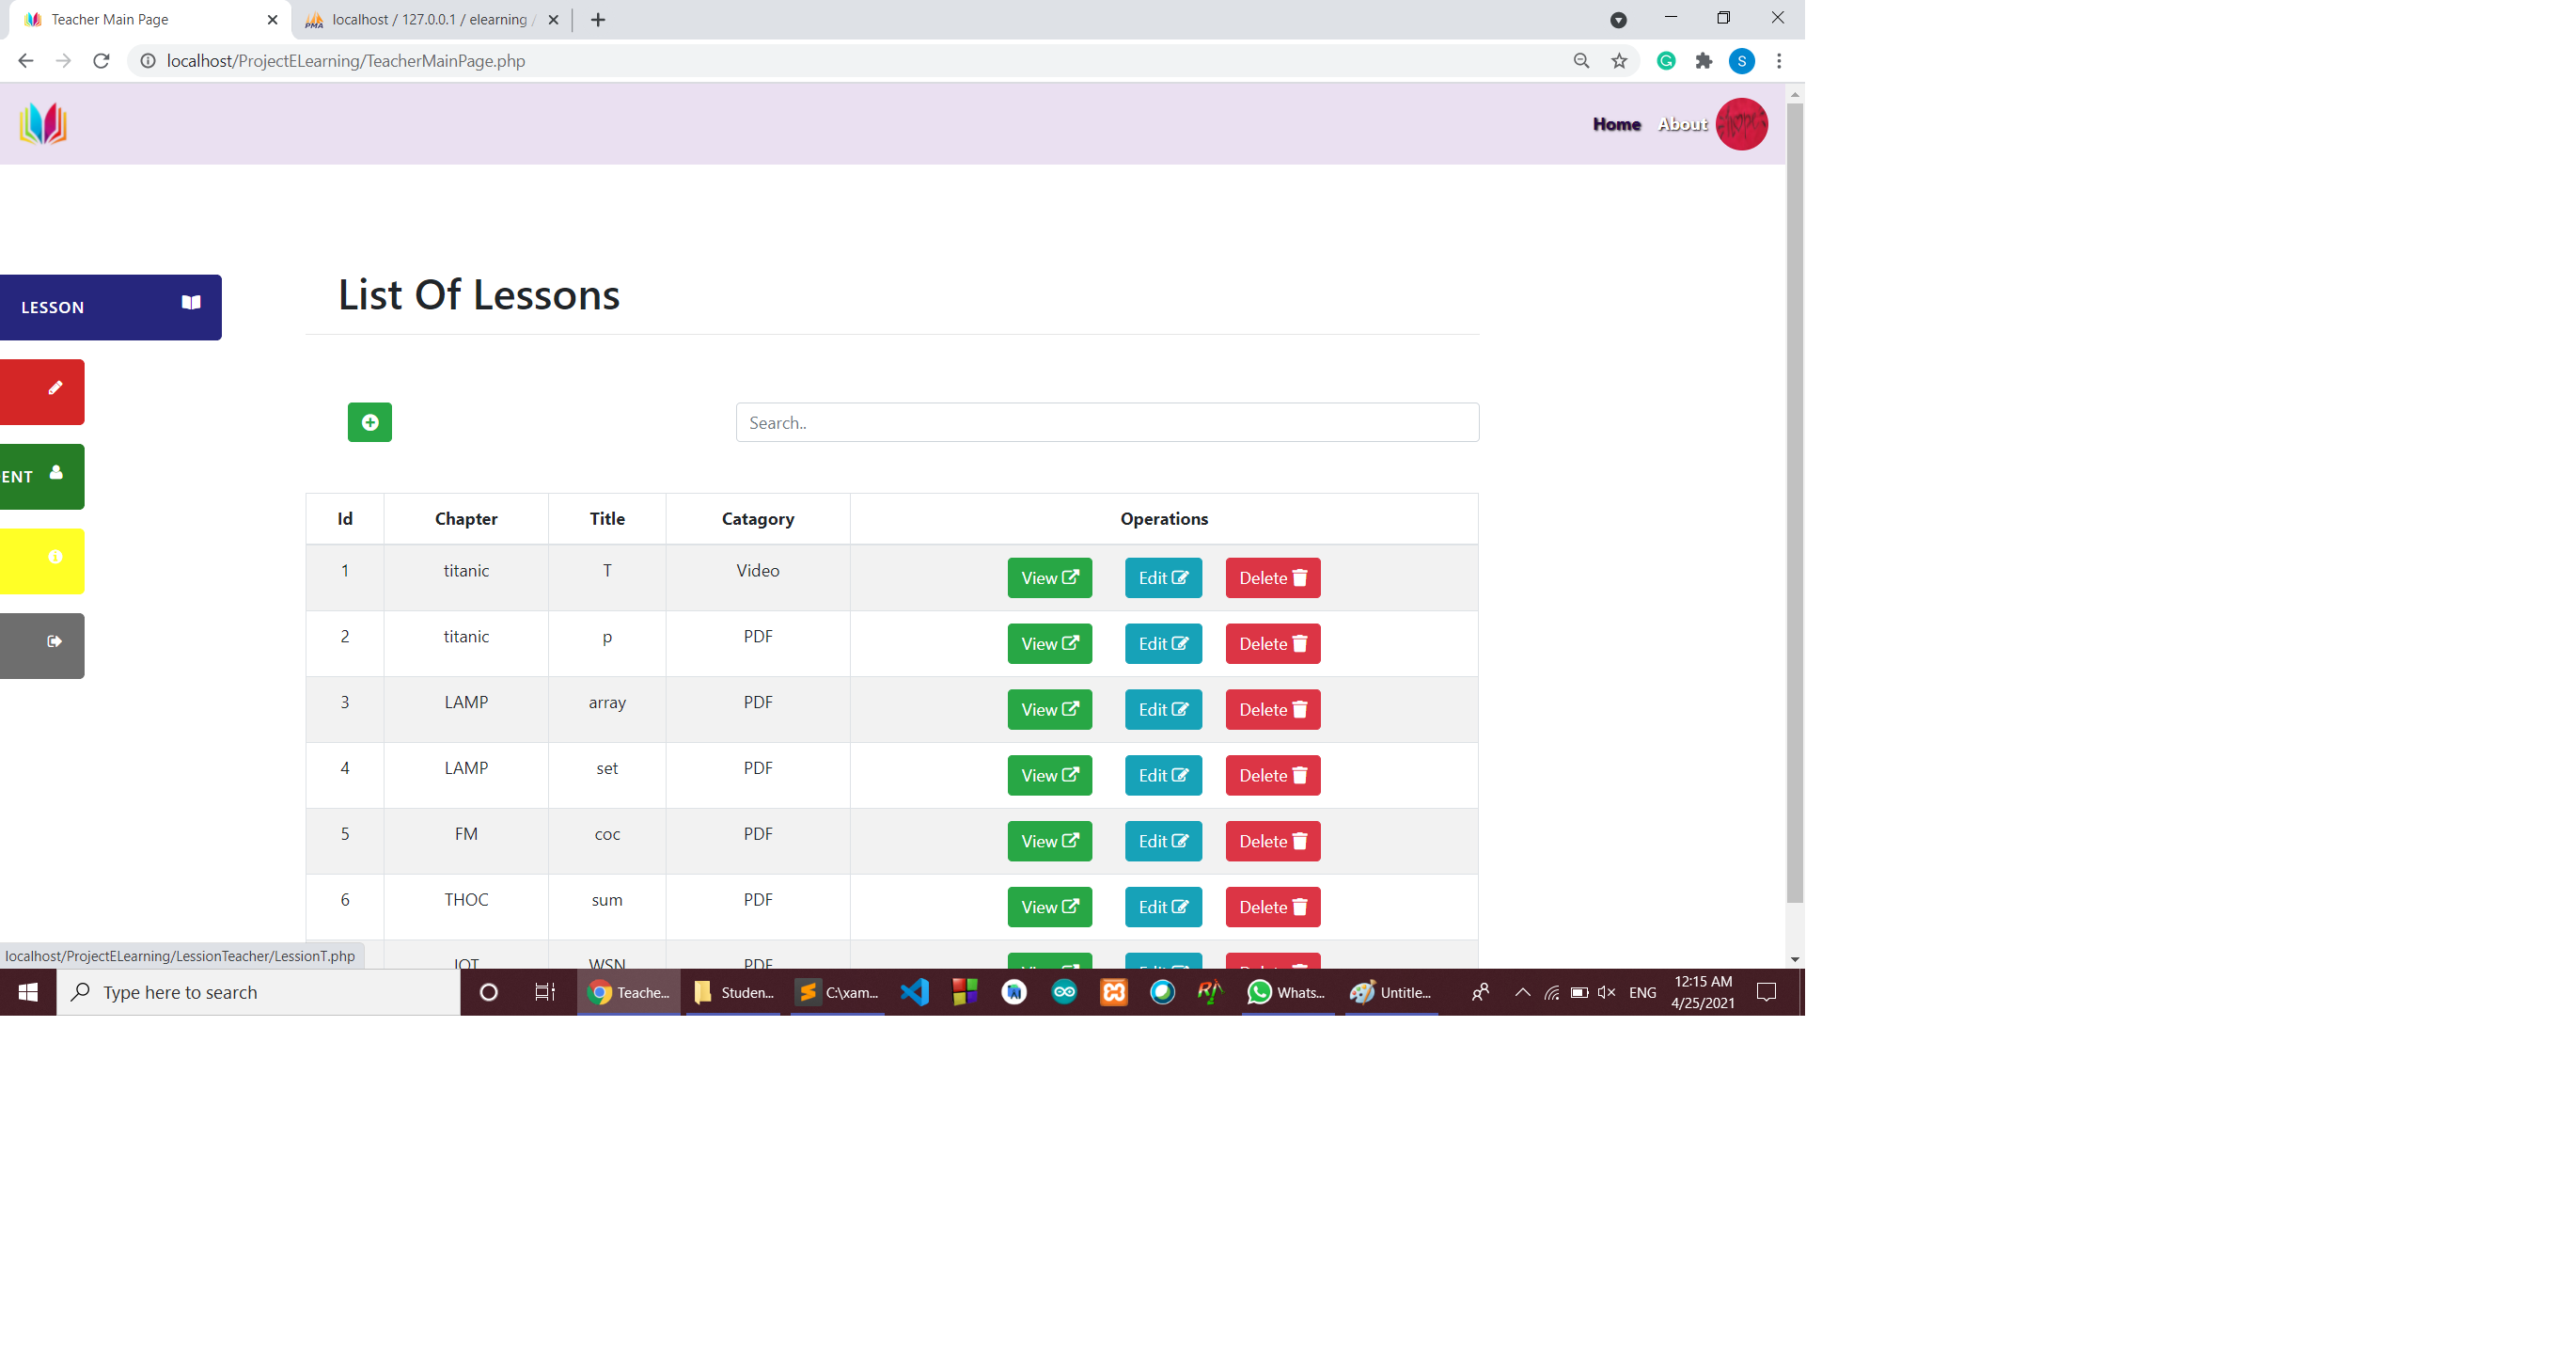 Teacher Main Page
localhost / 127.0.0.1 / elearning /
localhost/ProjectELearning/TeacherMainPage.php
S
Home About
LESSON
List Of Lessons
Search..
ENT
Id Chapter Title Catagory Operations
1 titanic T Video View Edit Delete
2 titanic p PDF View Edit Delete
3 LAMP array PDF View Edit Delete
4 LAMP set PDF View Edit Delete
5 FM coc PDF View Edit Delete
6 THOC sum PDF View Edit Delete
IOT WSN PDF View Edit Delete
localhost/ProjectELearning/LessionTeacher/LessionT.php
Type here to search
Teache...
Studen...
C:\xam...
Whats...
Untitle...
ENG
12:15 AM
4/25/2021